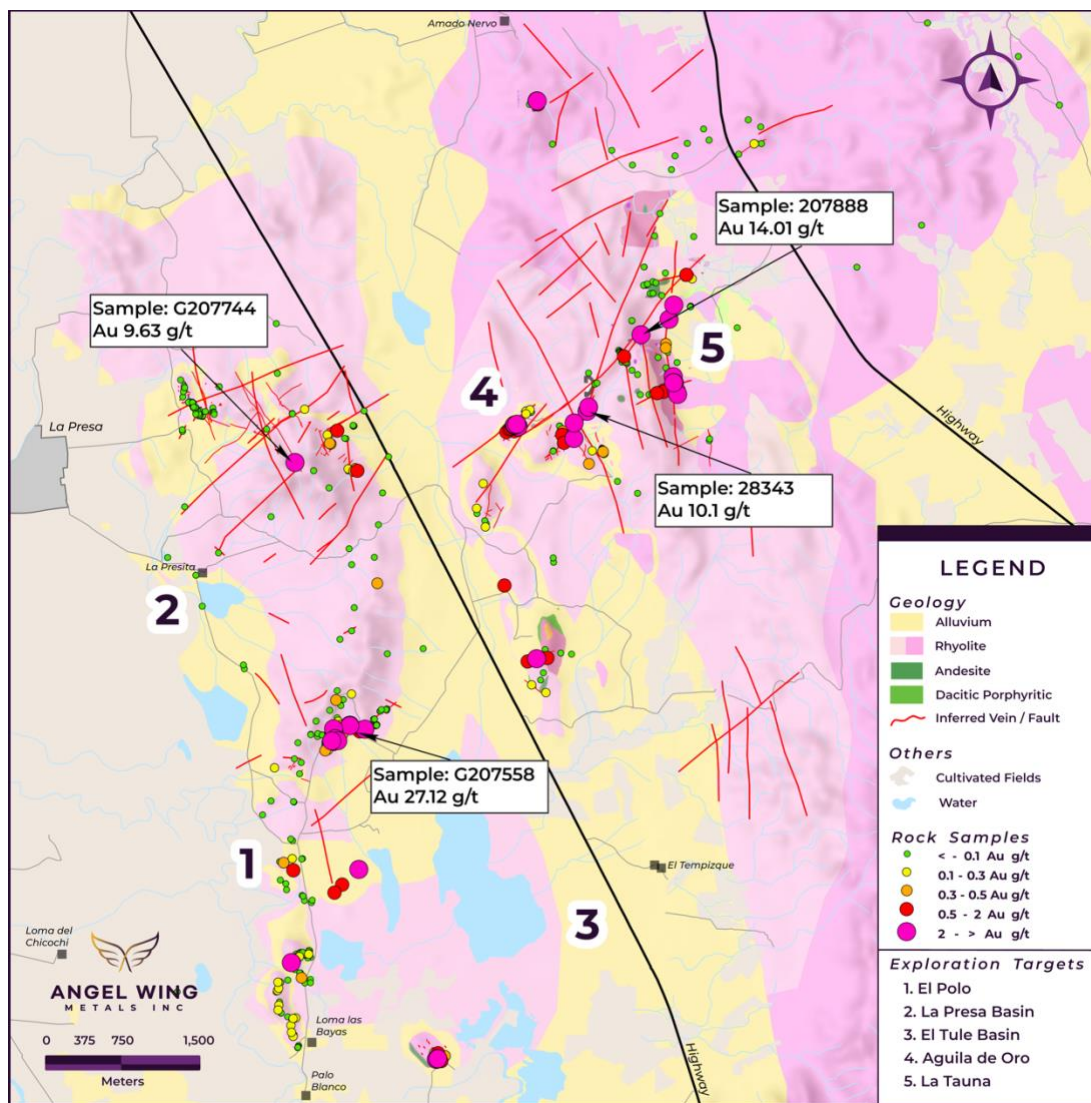 Amado Nervo
Sample: 207888
Au 14.01 g/t
Sample: G207744
Au 9.63 g/t
5
4
La Presa
Highway
Sample: 28343
Au 10.1 g/t
La Presita
2
Sample: G207558
Au 27.12 g/t
1
El Tempizque
3
Loma del
Chicochi
ANGEL WING
METALS INC
Loma las
Bayas
0 375 750 1,500
Meters
Palo
Blanco
Highway
LEGEND
Geology
Alluvium
Rhyolite
Andesite
Dacitic Porphyritic
Inferred Vein / Fault
Others
Cultivated Fields
Water
Rock Samples
< - 0.1 Au g/t
0.1 - 0.3 Au g/t
0.3 - 0.5 Au g/t
0.5 - 2 Au g/t
2 - > Au g/t
Exploration Targets
1. El Polo
2. La Presa Basin
3. El Tule Basin
4. Aguila de Oro
5. La Tauna